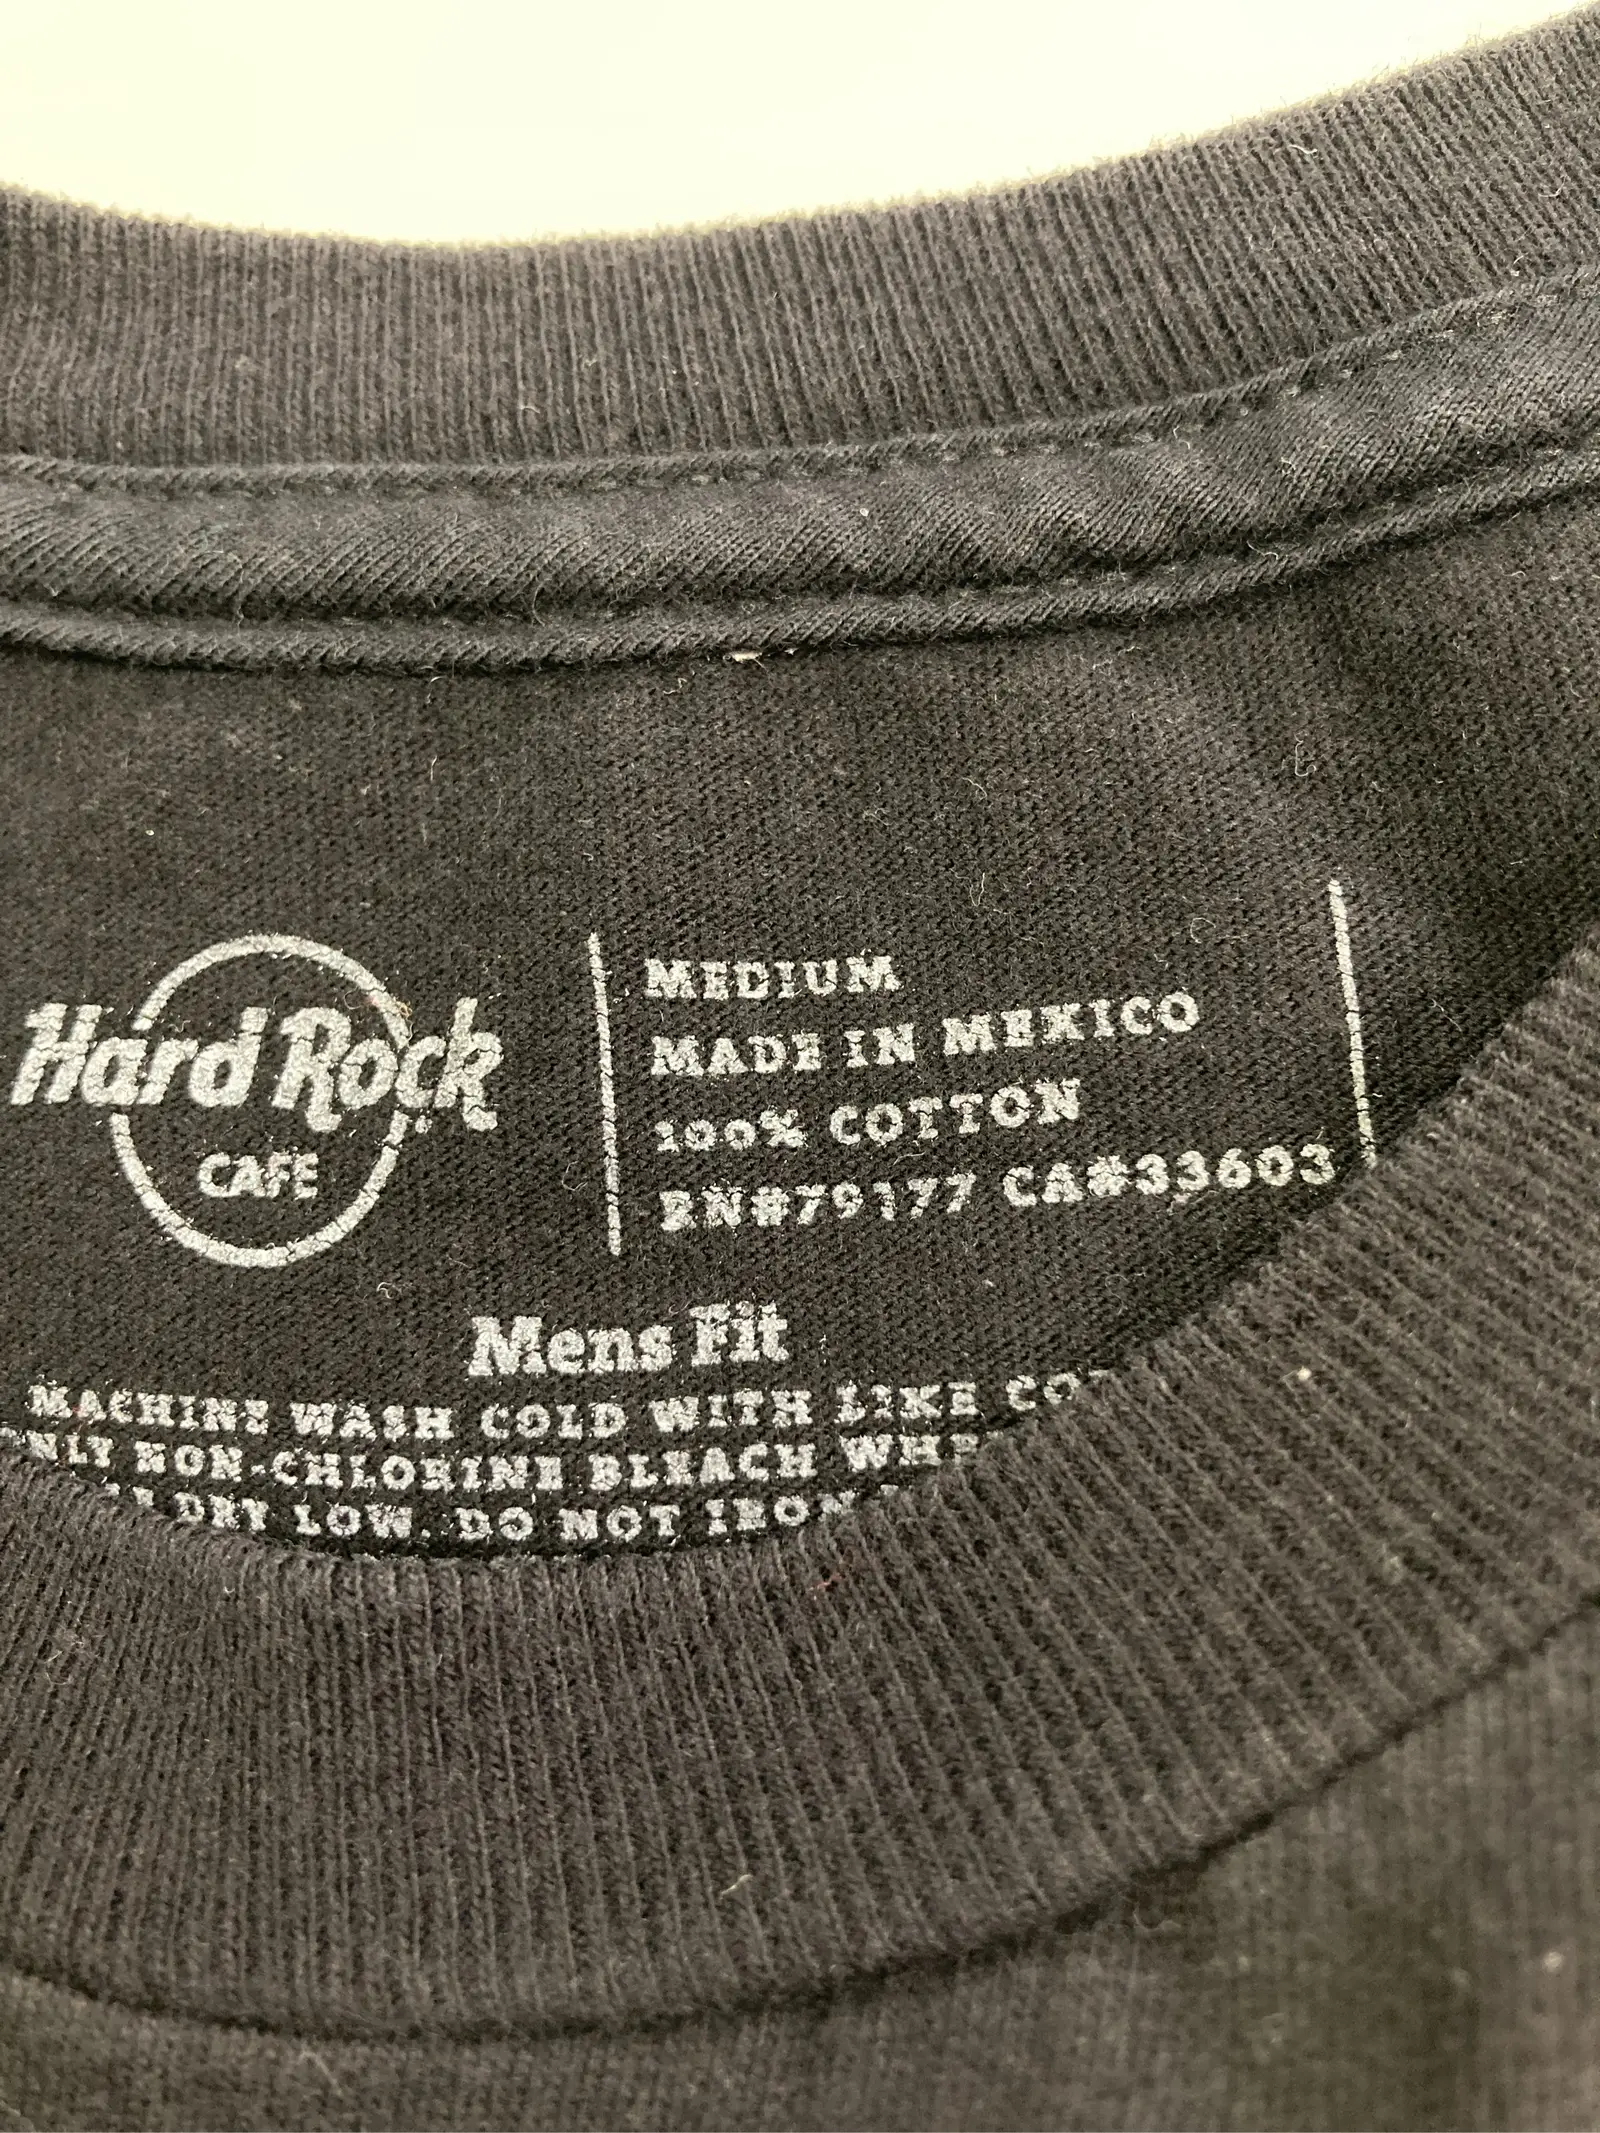 Hard Rock
CAFE
MEDIUM
MADE IN MEXICO
100% COTTON
RN#79177 CA#33603
Mens Fit
MACHINE WASH COLD WITH LIKE
NON-CHLORINE BLEACH
DRY LOW. DO NOT IRON